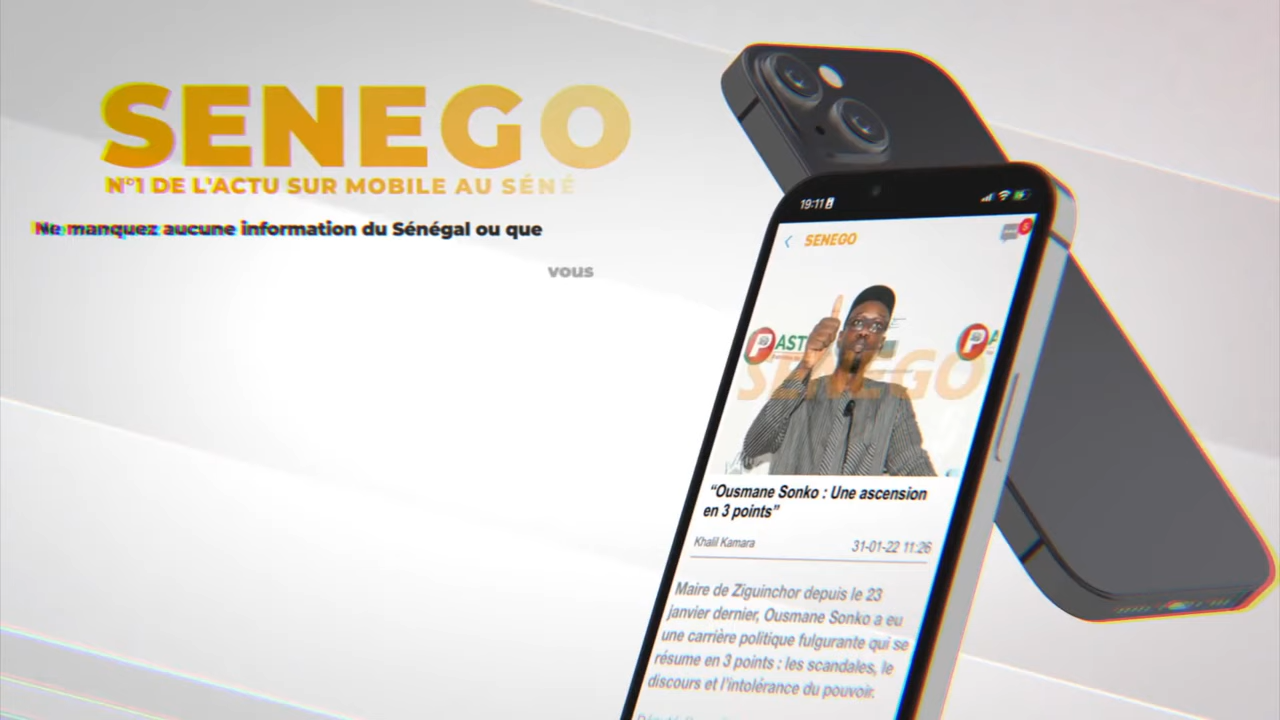 SENEGO
N°1 DE L'ACTU SUR MOBILE AU SÉNÉ
Ne manquez aucune information du Sénégal ou que
vous
19:11
SENEGO
PAST
PA
SENEGO
“Ousmane Sonko : Une ascension
en 3 points”
Khalil Kamara 31-01-22 11:26
Maire de Ziguinchor depuis le 23
janvier dernier, Ousmane Sonko a eu
une carrière politique fulgurante qui se
résume en 3 points : les scandales, le
discours et l'intolérance du pouvoir.